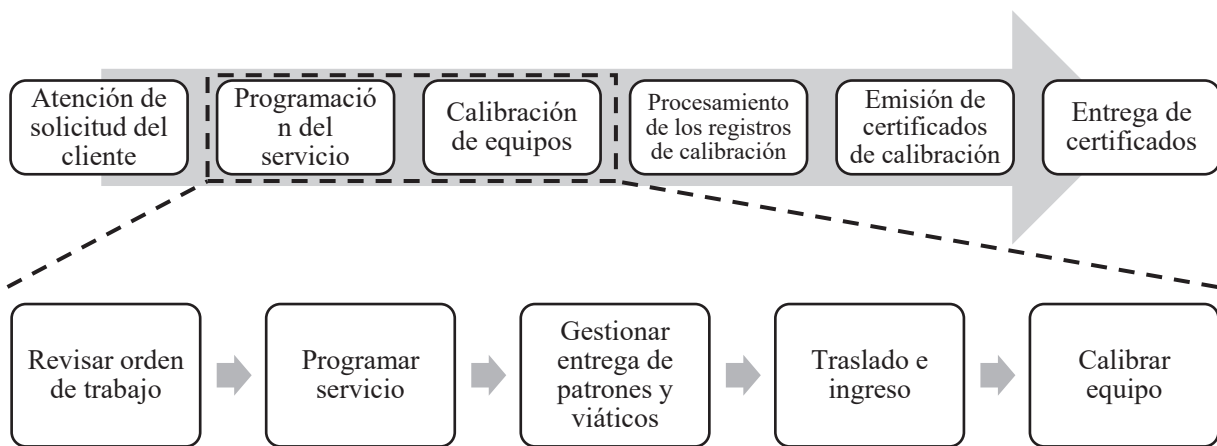 Atención de
solicitud del
cliente
Programació
n del
servicio
Calibración
de equipos
Procesamiento
de los registros
de calibración
Emisión de
certificados
de calibración
Entrega de
certificados
Revisar orden
de trabajo
Programar
servicio
Gestionar
entrega de
patrones y
viáticos
Traslado e
ingreso
Calibrar
equipo